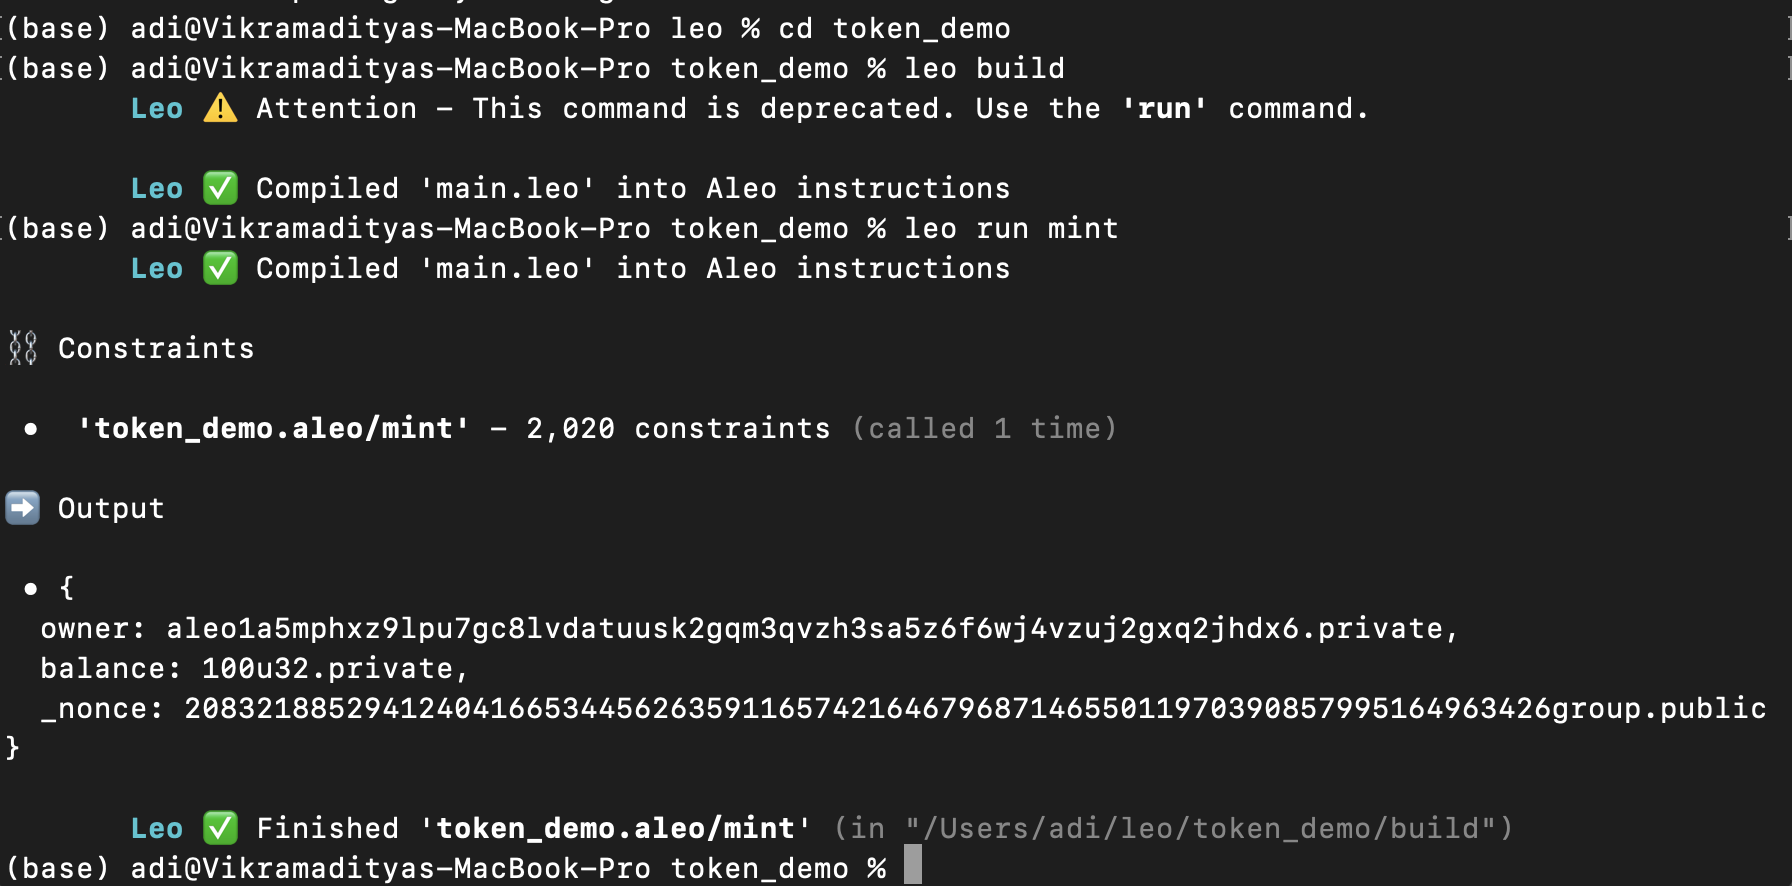 (base) adi@Vikramadityas-MacBook-Pro leo % cd token_demo
(base) adi@Vikramadityas-MacBook-Pro token_demo % leo build
Leo ⚠️ Attention - This command is deprecated. Use the 'run' command.
Leo ✅ Compiled 'main.leo' into Aleo instructions
(base) adi@Vikramadityas-MacBook-Pro token_demo % leo run mint
Leo ✅ Compiled 'main.leo' into Aleo instructions
⛓ Constraints
• 'token_demo.aleo/mint' - 2,020 constraints (called 1 time)
➡️ Output
• {
owner: aleo1a5mphxz9lpu7gc8lvdatuusk2gqm3qvzh3sa5z6f6wj4vzuj2gxq2jhdx6.private,
balance: 100u32.private,
_nonce: 2083218852941240416653445626359116574216467968714655011970390857995164963426group.public
}
Leo ✅ Finished 'token_demo.aleo/mint' (in "/Users/adi/leo/token_demo/build")
(base) adi@Vikramadityas-MacBook-Pro token_demo %